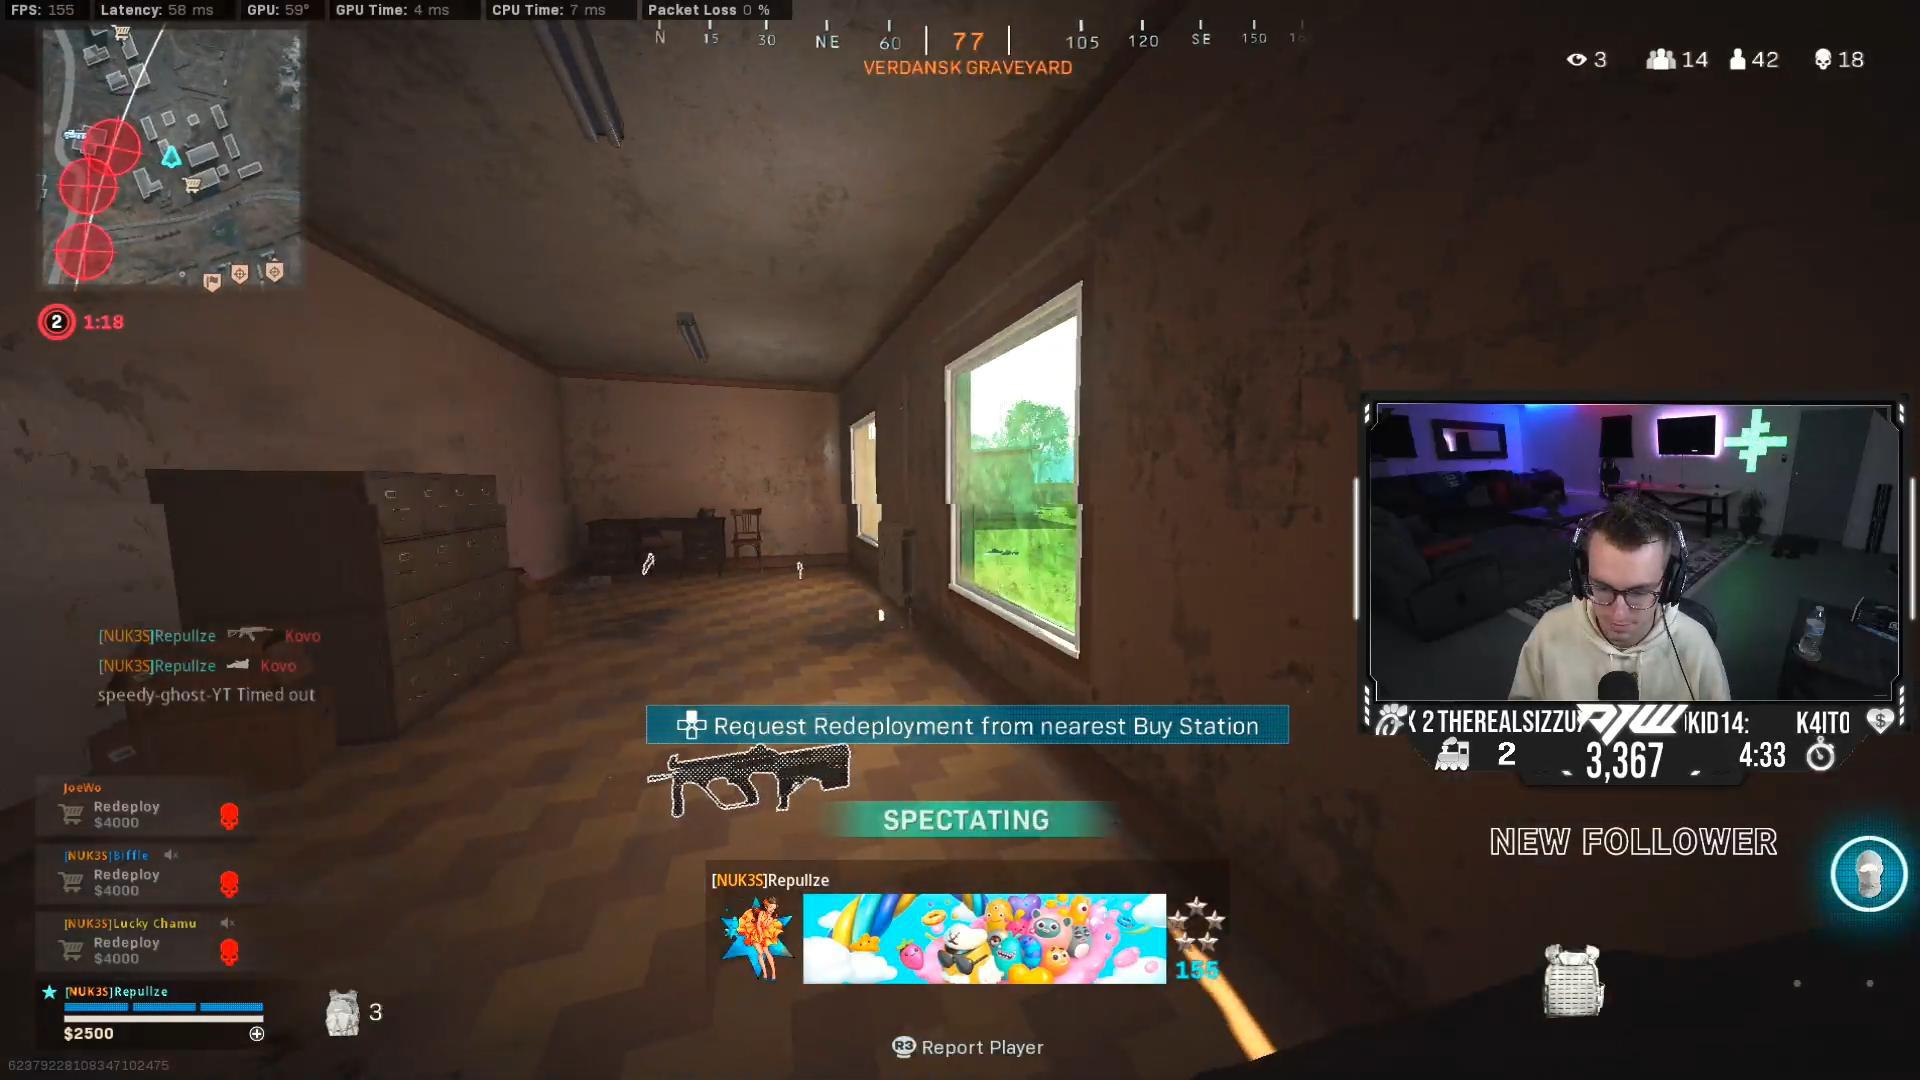 FPS: 155 Latency: 58 ms GPU: 59° GPU Time: 4 ms CPU Time: 7 ms Packet Loss 0 %
N 15 30 NE 60 77 105 120 SE 150
VERDANSK GRAVEYARD
3 14 42 18
2 1:18
[NUK3S]Repullze Kovo
[NUK3S]Repullze Kovo
speedy-ghost-YT Timed out
Request Redeployment from nearest Buy Station
SPECTATING
JoeWo
Redeploy
$4000
[NUK3S]Biffle
Redeploy
$4000
[NUK3S]Lucky Chamu
Redeploy
$4000
[NUK3S]Repullze
$2500
3
[NUK3S]Repullze
155
R3 Report Player
K 2 THEREALSIZZU KID14: K4ITO
2 3,367 4:33
NEW FOLLOWER
62379228108347102475